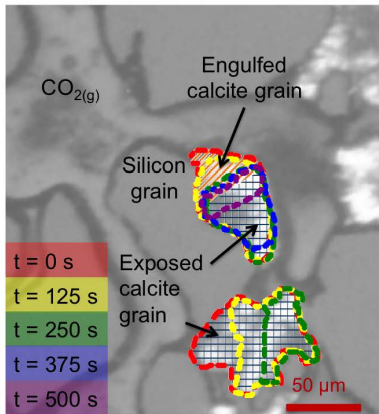 Engulfed
calcite grain
CO2(g)
Silicon
grain
Exposed
calcite
grain
t = 0 s
t = 125 s
t = 250 s
t = 375 s
t = 500 s
50 µm